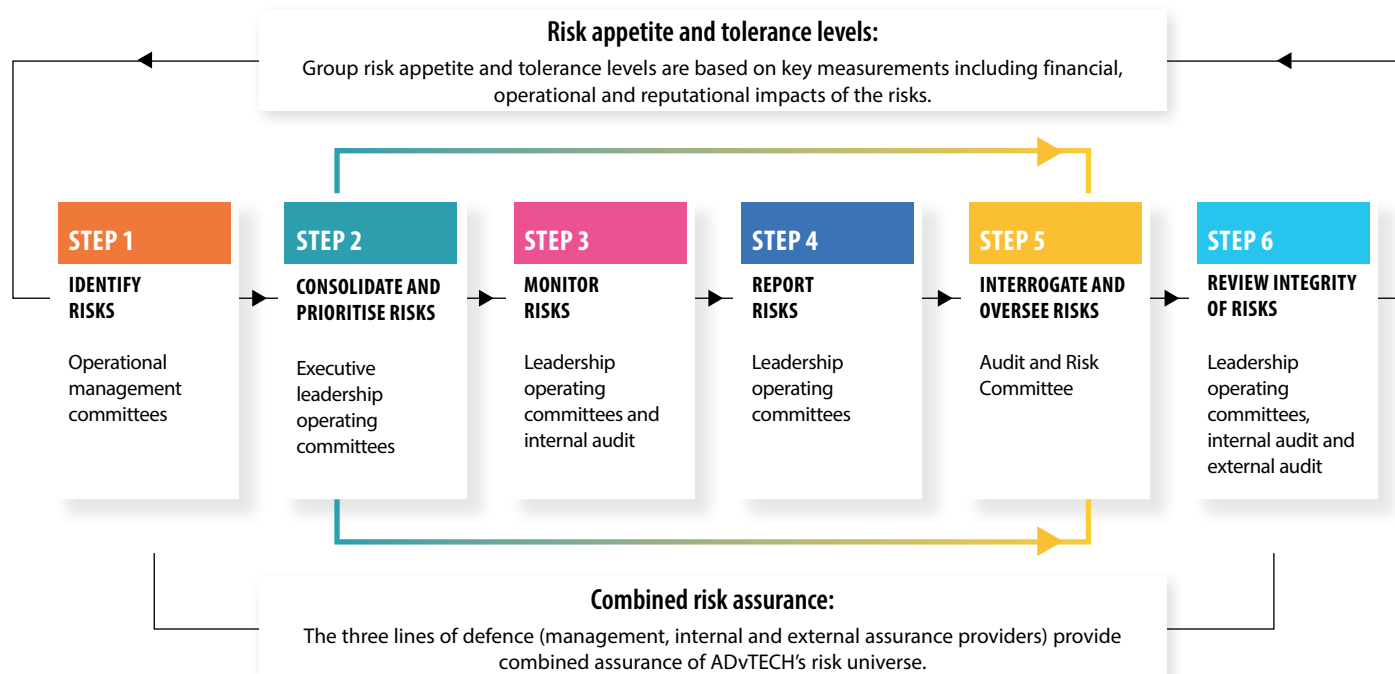 Risk appetite and tolerance levels:
Group risk appetite and tolerance levels are based on key measurements including financial,
operational and reputational impacts of the risks.
STEP 1
IDENTIFY
RISKS
Operational
management
committees
STEP 2
CONSOLIDATE AND
PRIORITISE RISKS
Executive
leadership
operating
committees
STEP 3
MONITOR
RISKS
Leadership
operating
committees and
internal audit
STEP 4
REPORT
RISKS
Leadership
operating
committees
STEP 5
INTERROGATE AND
OVERSEE RISKS
Audit and Risk
Committee
STEP 6
REVIEW INTEGRITY
OF RISKS
Leadership
operating
committees,
internal audit and
external audit
Combined risk assurance:
The three lines of defence (management, internal and external assurance providers) provide
combined assurance of ADvTECH’s risk universe.